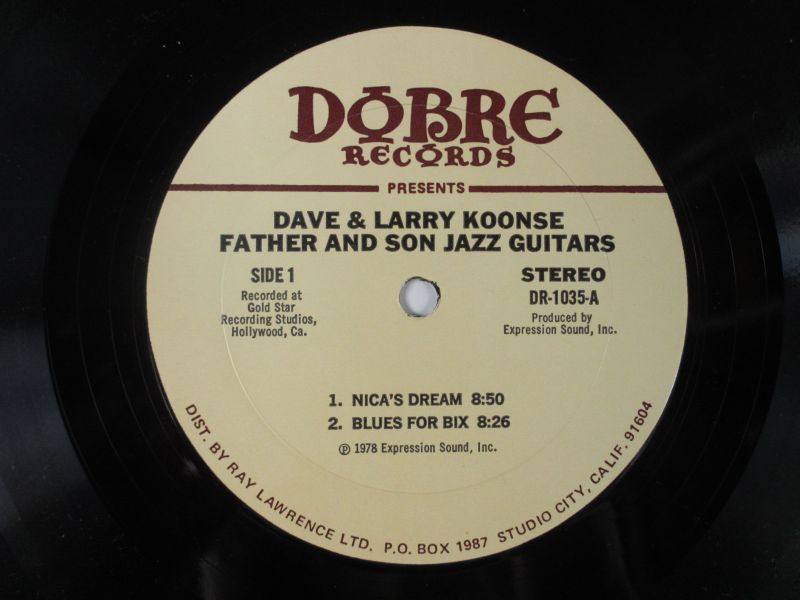 DOBRE
RECORDS
PRESENTS
DAVE & LARRY KOONSE
FATHER AND SON JAZZ GUITARS
SIDE 1
Recorded at
Gold Star
Recording Studios,
Hollywood, Ca.
STEREO
DR-1035-A
Produced by
Expression Sound, Inc.
1. NICA'S DREAM 8:50
2. BLUES FOR BIX 8:26
℗ 1978 Expression Sound, Inc.
DIST. BY RAY LAWRENCE LTD. P.O. BOX 1987 STUDIO CITY, CALIF. 91604